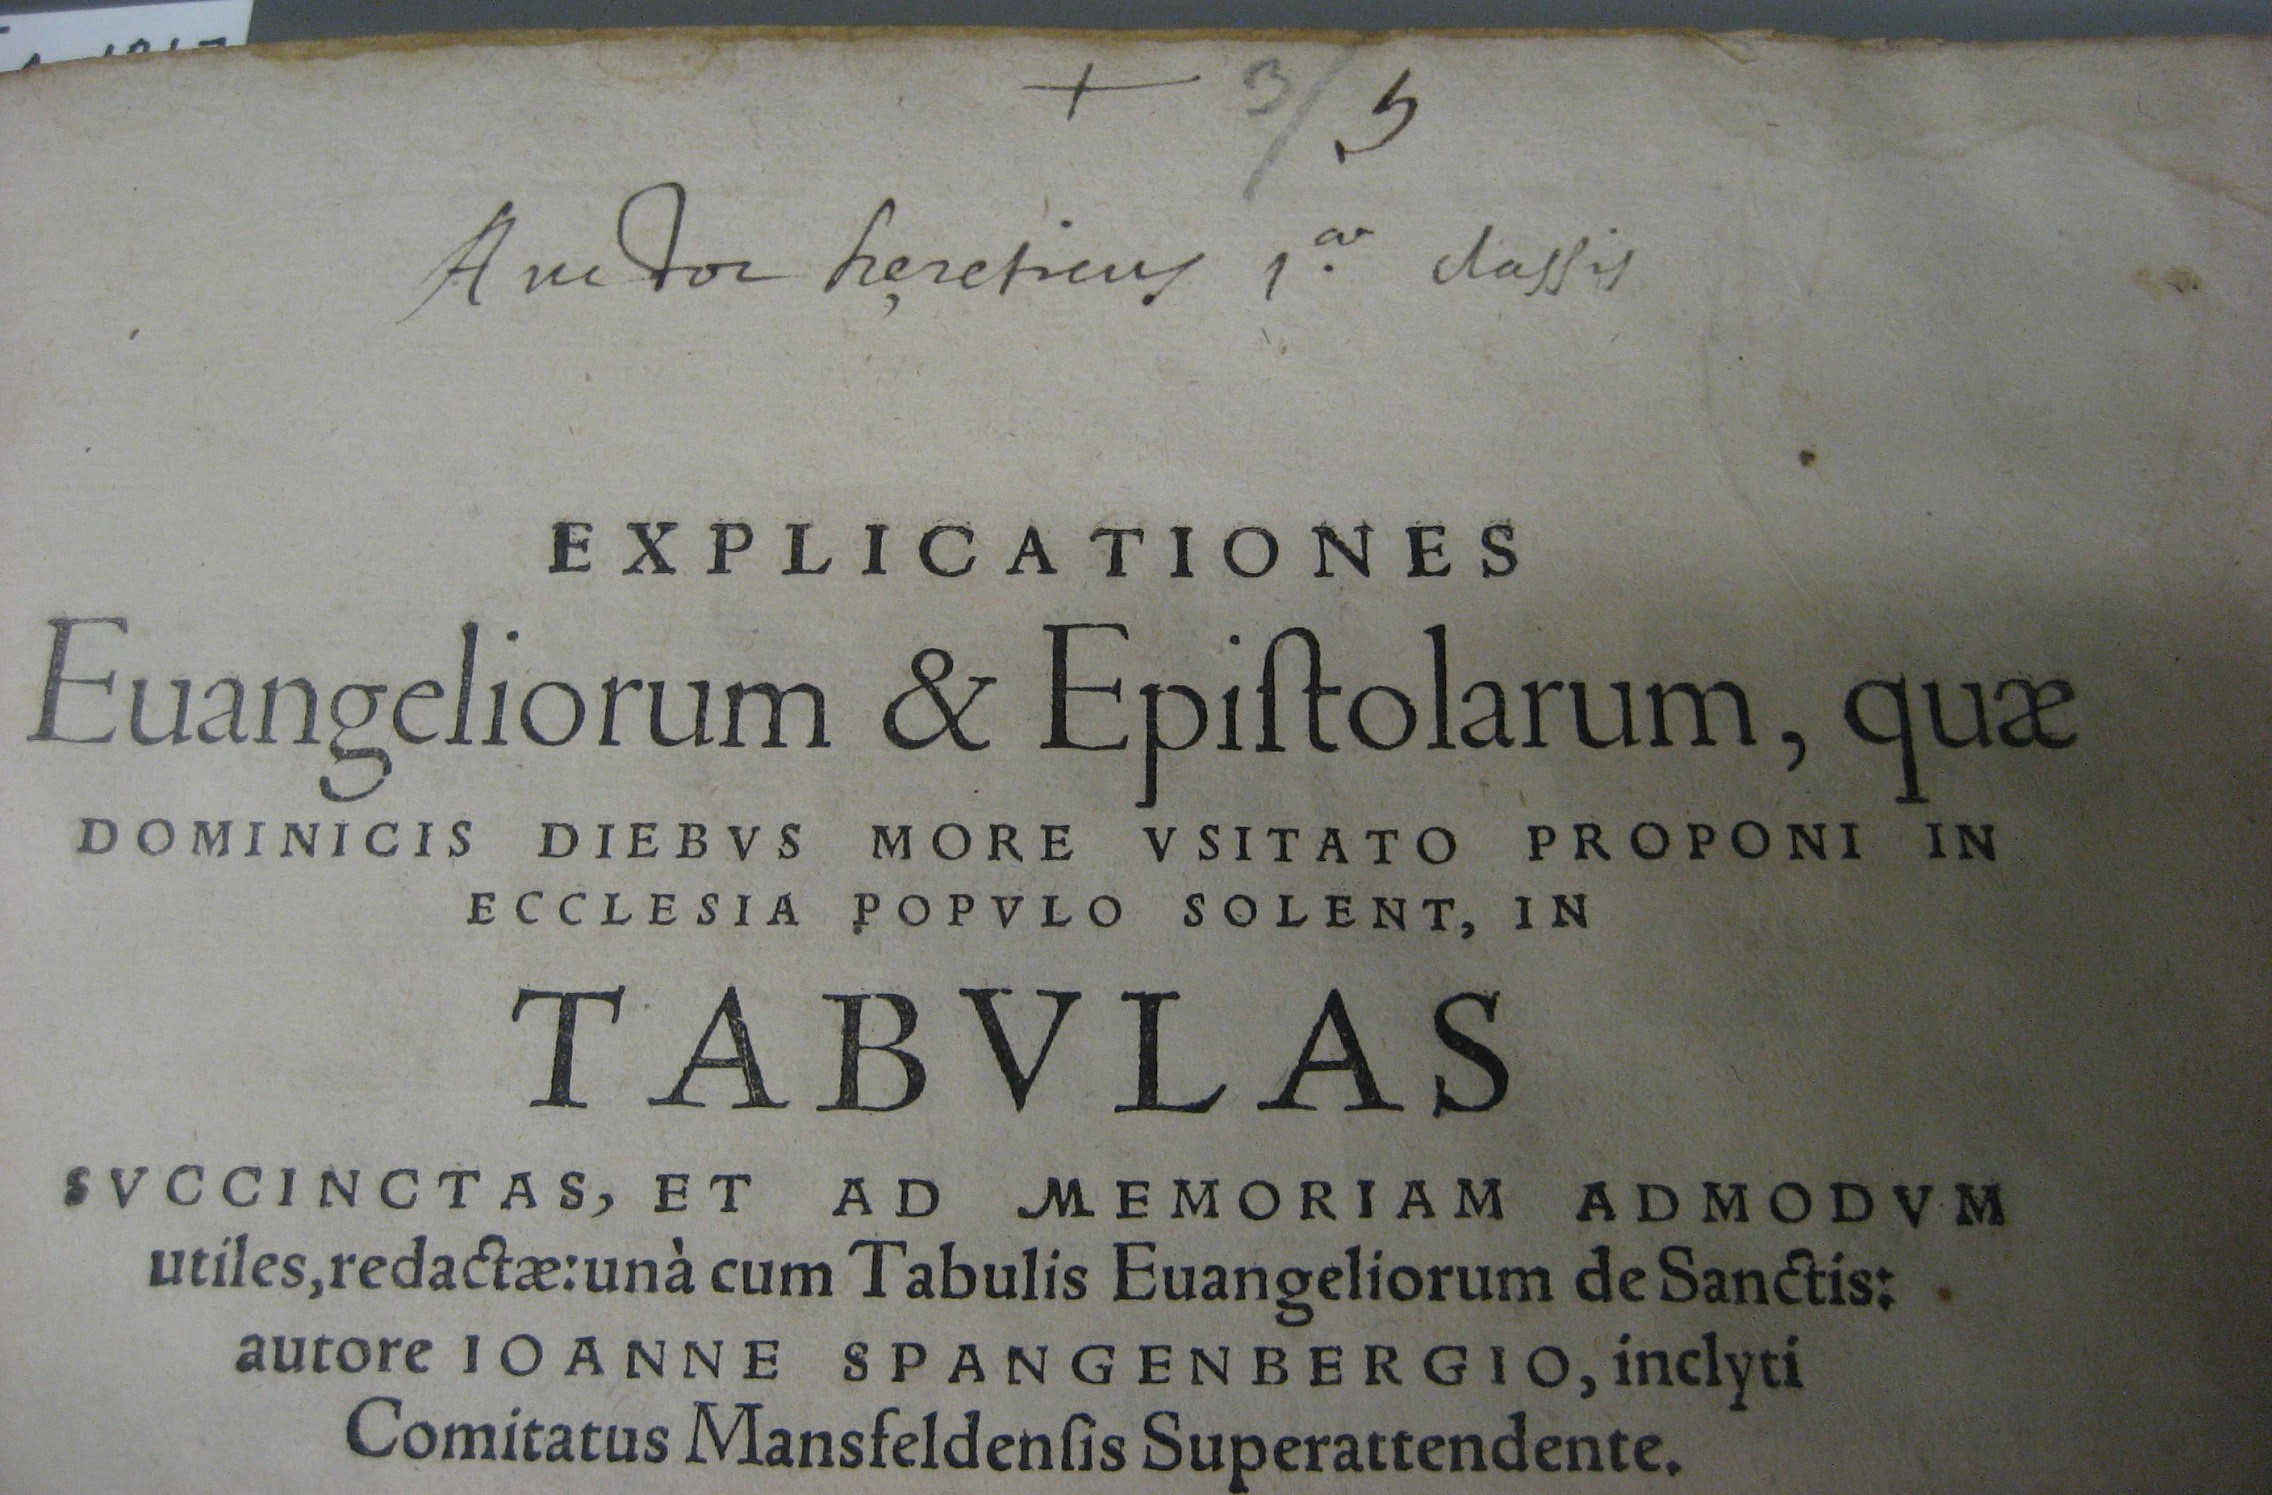 + 3/5
Auctor hęreticus 1.ae classis
EXPLICATIONES
Euangeliorum & Epiſtolarum, quæ
DOMINICIS DIEBVS MORE VSITATO PROPONI IN
ECCLESIA POPVLO SOLENT, IN
TABVLAS
SVCCINCTAS, ET AD MEMORIAM ADMODVM
utiles, redactæ: unà cum Tabulis Euangeliorum de Sanctis:
autore IOANNE SPANGENBERGIO, inclyti
Comitatus Mansfeldenſis Superattendente.